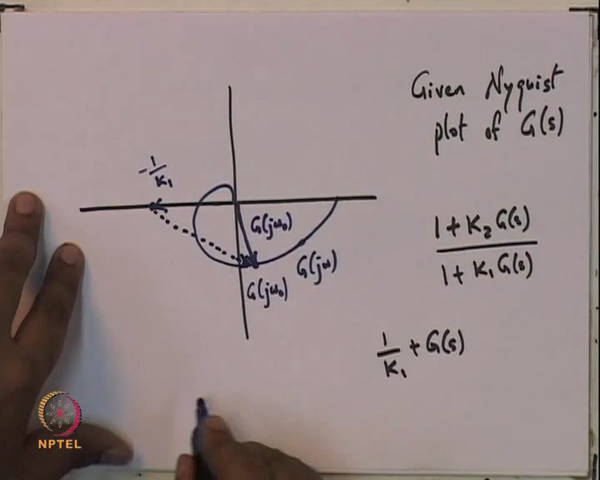 Given Nyquist
plot of G(s)
-1/K₁
G(jω₀)
G(jω₀)
G(jω)
1 + K₂ G(s)
1 + K₁ G(s)
1/K₁ + G(s)
NPTEL